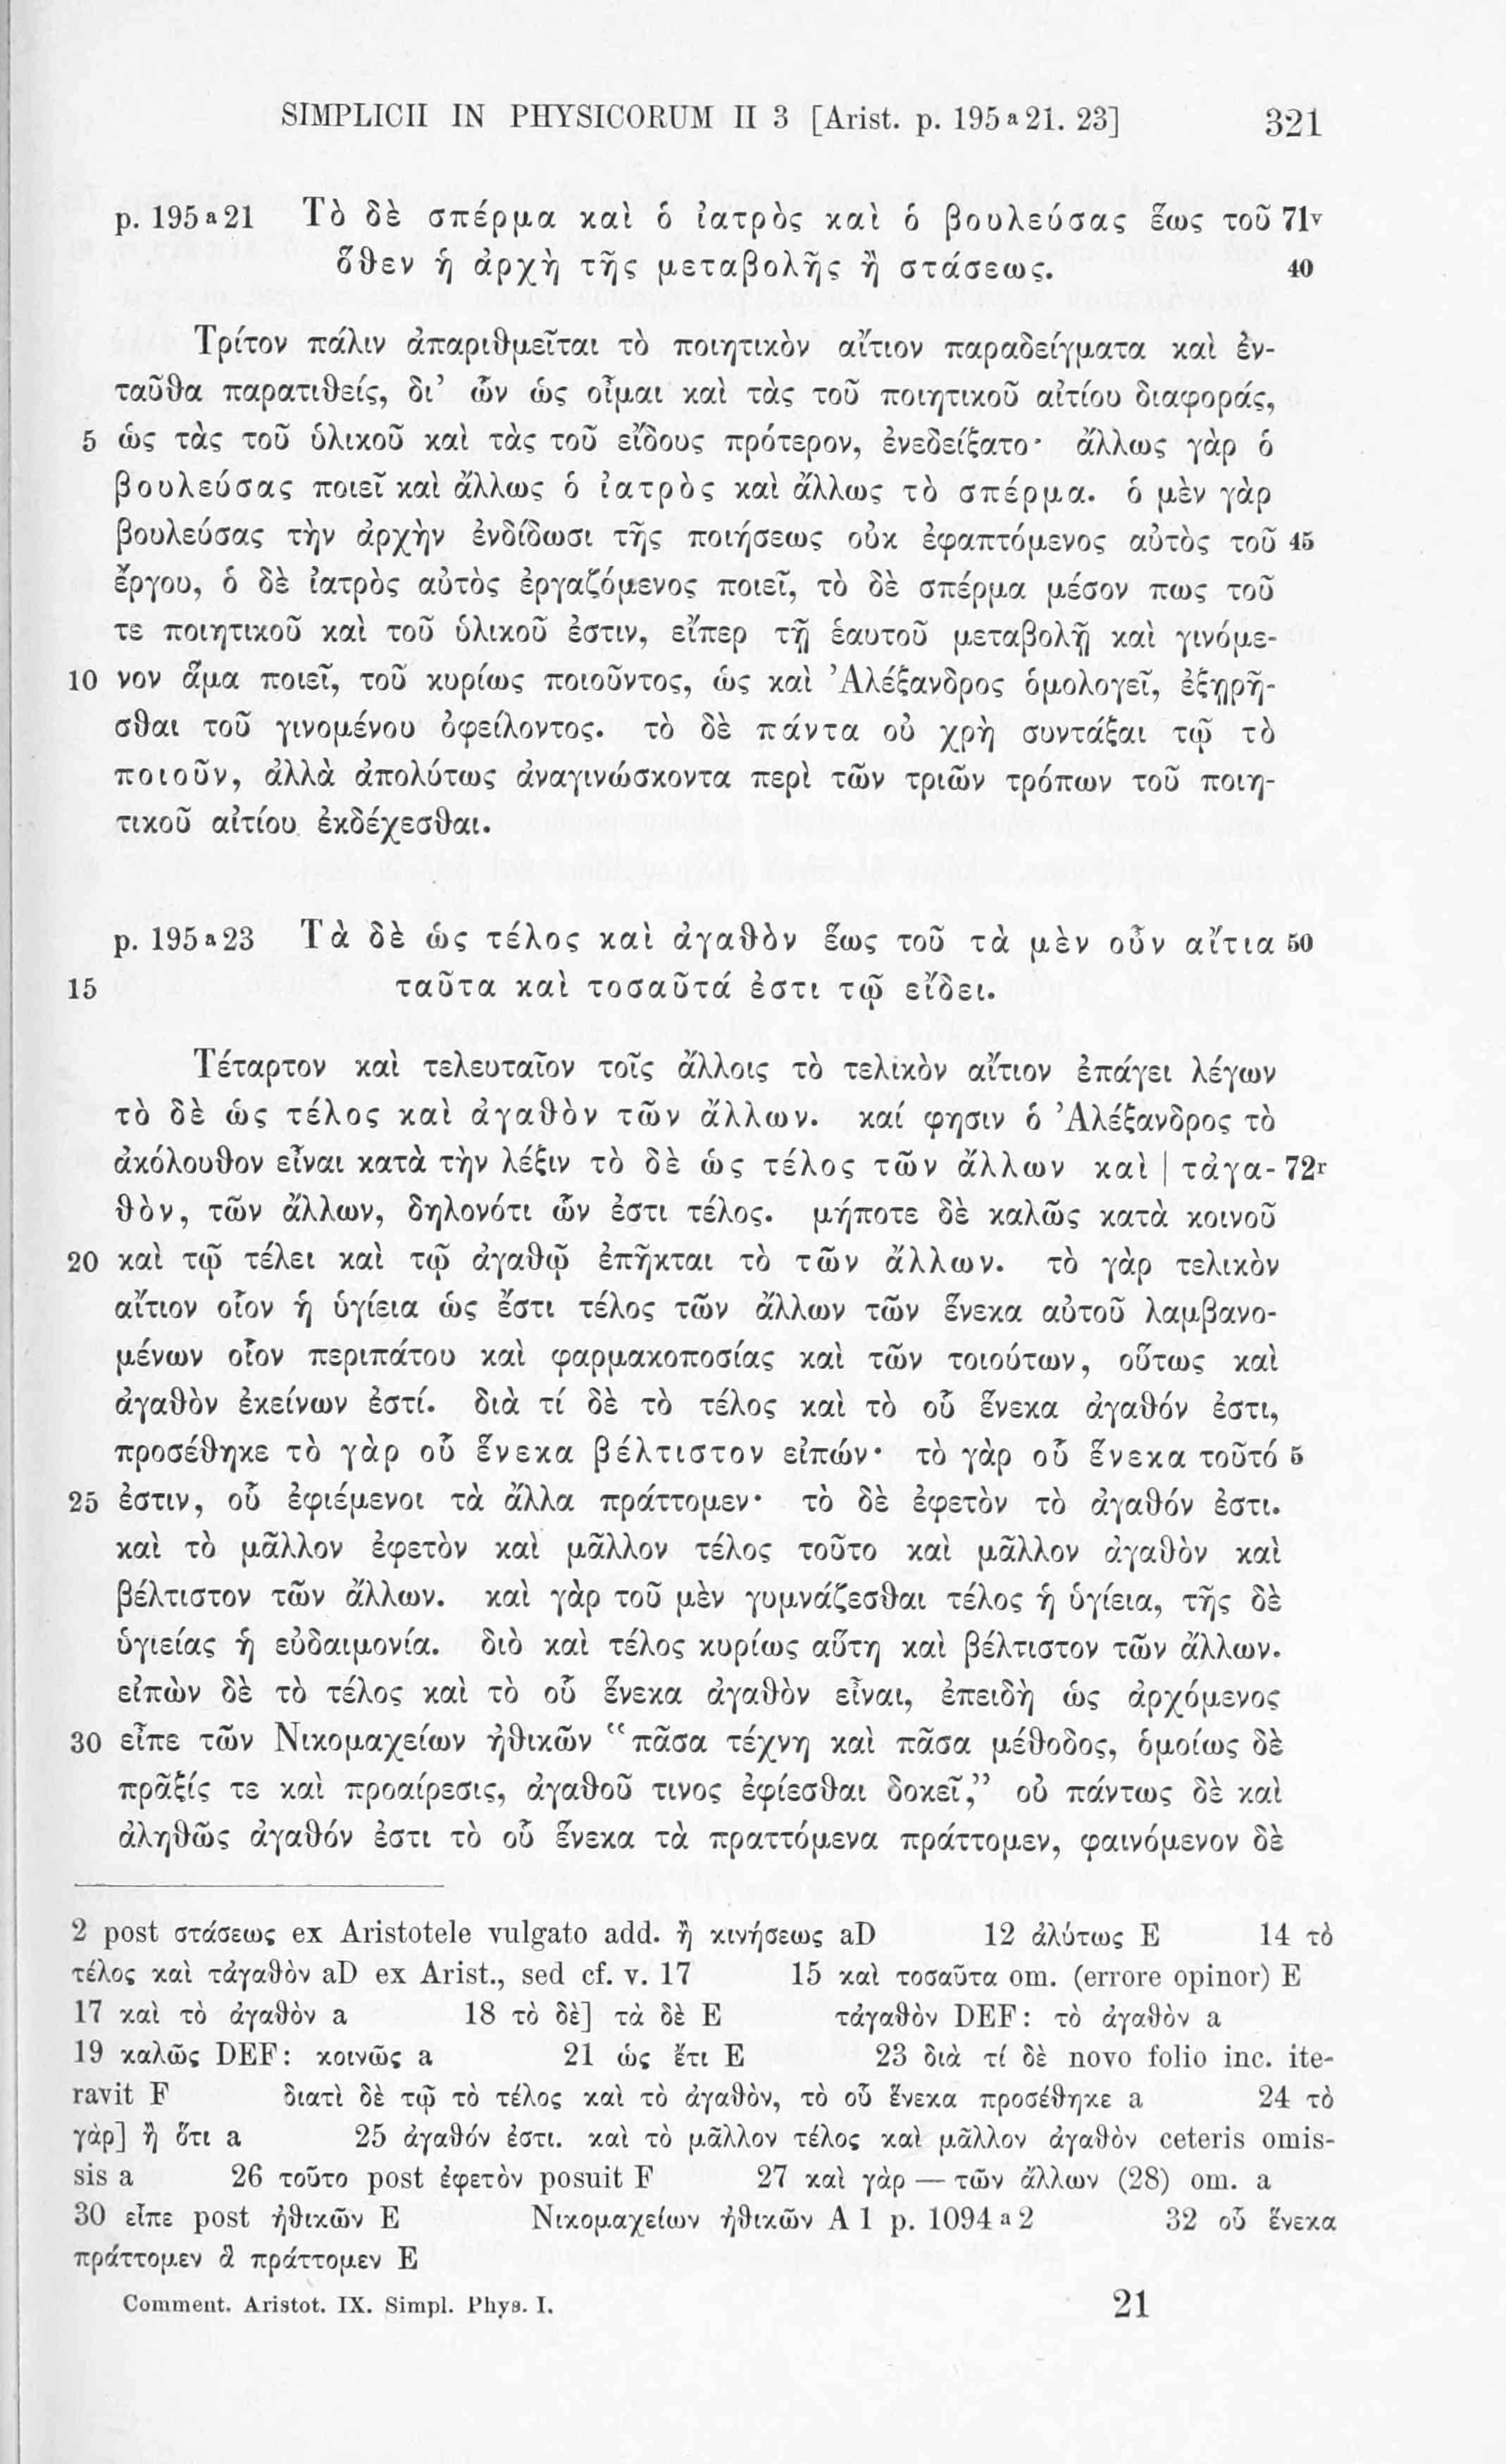 SIMPLICII IN PHYSICORUM II 3 [Arist. p. 195 a 21. 23] 321
p. 195 a 21 Τὸ δὲ σπέρμα καὶ ὁ ἰατρὸς καὶ ὁ βουλεύσας ἕως τοῦ 71v
ὅθεν ἡ ἀρχὴ τῆς μεταβολῆς ἢ στάσεως. 40
Τρίτον πάλιν ἀπαριθμεῖται τὸ ποιητικὸν αἴτιον παραδείγματα καὶ ἐν-
ταῦθα παρατιθείς, δι’ ὧν ὡς οἶμαι καὶ τὰς τοῦ ποιητικοῦ αἰτίου διαφοράς,
5 ὡς τὰς τοῦ ὑλικοῦ καὶ τὰς τοῦ εἴδους πρότερον, ἐνεδείξατο· ἄλλως γὰρ ὁ
βουλεύσας ποιεῖ καὶ ἄλλως ὁ ἰατρὸς καὶ ἄλλως τὸ σπέρμα. ὁ μὲν γὰρ
βουλεύσας τὴν ἀρχὴν ἐνδίδωσι τῆς ποιήσεως οὐκ ἐφαπτόμενος αὐτὸς τοῦ 45
ἔργου, ὁ δὲ ἰατρὸς αὐτὸς ἐργαζόμενος ποιεῖ, τὸ δὲ σπέρμα μέσον πως τοῦ
τε ποιητικοῦ καὶ τοῦ ὑλικοῦ ἐστιν, εἴπερ τῇ ἑαυτοῦ μεταβολῇ καὶ γινόμε-
10 νον ἅμα ποιεῖ, τοῦ κυρίως ποιοῦντος, ὡς καὶ Ἀλέξανδρος ὁμολογεῖ, ἐξῃρῆ-
σθαι τοῦ γινομένου ὀφείλοντος. τὸ δὲ πάντα οὐ χρὴ συντάξαι τῷ τὸ
ποιοῦν, ἀλλὰ ἀπολύτως ἀναγινώσκοντα περὶ τῶν τριῶν τρόπων τοῦ ποιη-
τικοῦ αἰτίου ἐκδέχεσθαι.
p. 195 a 23 Τὰ δὲ ὡς τέλος καὶ ἀγαθὸν ἕως τοῦ τὰ μὲν οὖν αἴτια 50
15 ταῦτα καὶ τοσαῦτά ἐστι τῷ εἴδει.
Τέταρτον καὶ τελευταῖον τοῖς ἄλλοις τὸ τελικὸν αἴτιον ἐπάγει λέγων
τὸ δὲ ὡς τέλος καὶ ἀγαθὸν τῶν ἄλλων. καί φησιν ὁ Ἀλέξανδρος τὸ
ἀκόλουθον εἶναι κατὰ τὴν λέξιν τὸ δὲ ὡς τέλος τῶν ἄλλων καὶ | τἀγα- 72r
θὸν, τῶν ἄλλων, δηλονότι ὧν ἐστι τέλος. μήποτε δὲ καλῶς κατὰ κοινοῦ
20 καὶ τῷ τέλει καὶ τῷ ἀγαθῷ ἐπῆκται τὸ τῶν ἄλλων. τὸ γὰρ τελικὸν
αἴτιον οἷον ἡ ὑγίεια ὡς ἔστι τέλος τῶν ἄλλων τῶν ἕνεκα αὐτοῦ λαμβανο-
μένων οἷον περιπάτου καὶ φαρμακοποσίας καὶ τῶν τοιούτων, οὕτως καὶ
ἀγαθὸν ἐκείνων ἐστί. διὰ τί δὲ τὸ τέλος καὶ τὸ οὗ ἕνεκα ἀγαθόν ἐστι,
προσέθηκε τὸ γὰρ οὗ ἕνεκα βέλτιστον εἰπών· τὸ γὰρ οὗ ἕνεκα τοῦτό 5
25 ἐστιν, οὗ ἐφιέμενοι τὰ ἄλλα πράττομεν· τὸ δὲ ἐφετὸν τὸ ἀγαθόν ἐστι.
καὶ τὸ μᾶλλον ἐφετὸν καὶ μᾶλλον τέλος τοῦτο καὶ μᾶλλον ἀγαθὸν καὶ
βέλτιστον τῶν ἄλλων. καὶ γὰρ τοῦ μὲν γυμνάζεσθαι τέλος ἡ ὑγίεια, τῆς δὲ
ὑγιείας ἡ εὐδαιμονία. διὸ καὶ τέλος κυρίως αὕτη καὶ βέλτιστον τῶν ἄλλων.
εἰπὼν δὲ τὸ τέλος καὶ τὸ οὗ ἕνεκα ἀγαθὸν εἶναι, ἐπειδὴ ὡς ἀρχόμενος
30 εἶπε τῶν Νικομαχείων ἠθικῶν “πᾶσα τέχνη καὶ πᾶσα μέθοδος, ὁμοίως δὲ
πρᾶξίς τε καὶ προαίρεσις, ἀγαθοῦ τινος ἐφίεσθαι δοκεῖ,” οὐ πάντως δὲ καὶ
ἀληθῶς ἀγαθόν ἐστι τὸ οὗ ἕνεκα τὰ πραττόμενα πράττομεν, φαινόμενον δὲ
2 post στάσεως ex Aristotele vulgato add. ἢ κινήσεως aD 12 ἀλύτως E 14 τὸ
τέλος καὶ τἀγαθὸν aD ex Arist., sed cf. v. 17 15 καὶ τοσαῦτα om. (errore opinor) E
17 καὶ τὸ ἀγαθὸν a 18 τὸ δὲ] τὰ δὲ E τἀγαθὸν DEF: τὸ ἀγαθὸν a
19 καλῶς DEF: κοινῶς a 21 ὡς ἔτι E 23 διὰ τί δὲ novo folio inc. ite-
ravit F διατὶ δὲ τῷ τὸ τέλος καὶ τὸ ἀγαθὸν, τὸ οὗ ἕνεκα προσέθηκε a 24 τὸ
γὰρ] ἢ ὅτι a 25 ἀγαθόν ἐστι. καὶ τὸ μᾶλλον τέλος καὶ μᾶλλον ἀγαθὸν ceteris omis-
sis a 26 τοῦτο post ἐφετὸν posuit F 27 καὶ γὰρ — τῶν ἄλλων (28) om. a
30 εἶπε post ἠθικῶν E Νικομαχείων ἠθικῶν A 1 p. 1094 a 2 32 οὗ ἕνεκα
πράττομεν ἃ πράττομεν E
Comment. Aristot. IX. Simpl. Phys. I. 21